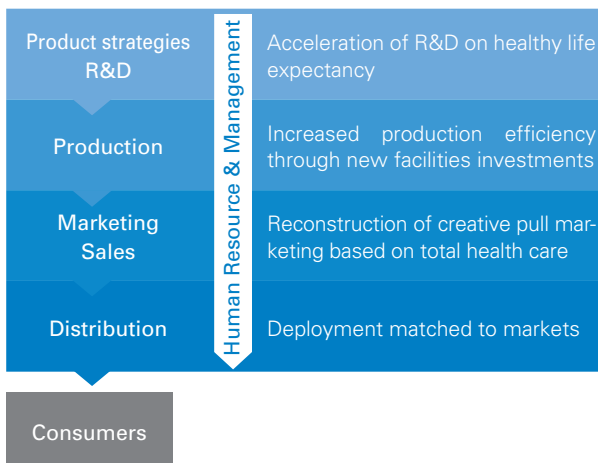 Product strategies
R&D
Acceleration of R&D on healthy life
expectancy
Human Resource & Management
Production
Increased production efficiency
through new facilities investments
Marketing
Sales
Reconstruction of creative pull mar-
keting based on total health care
Distribution
Deployment matched to markets
Consumers